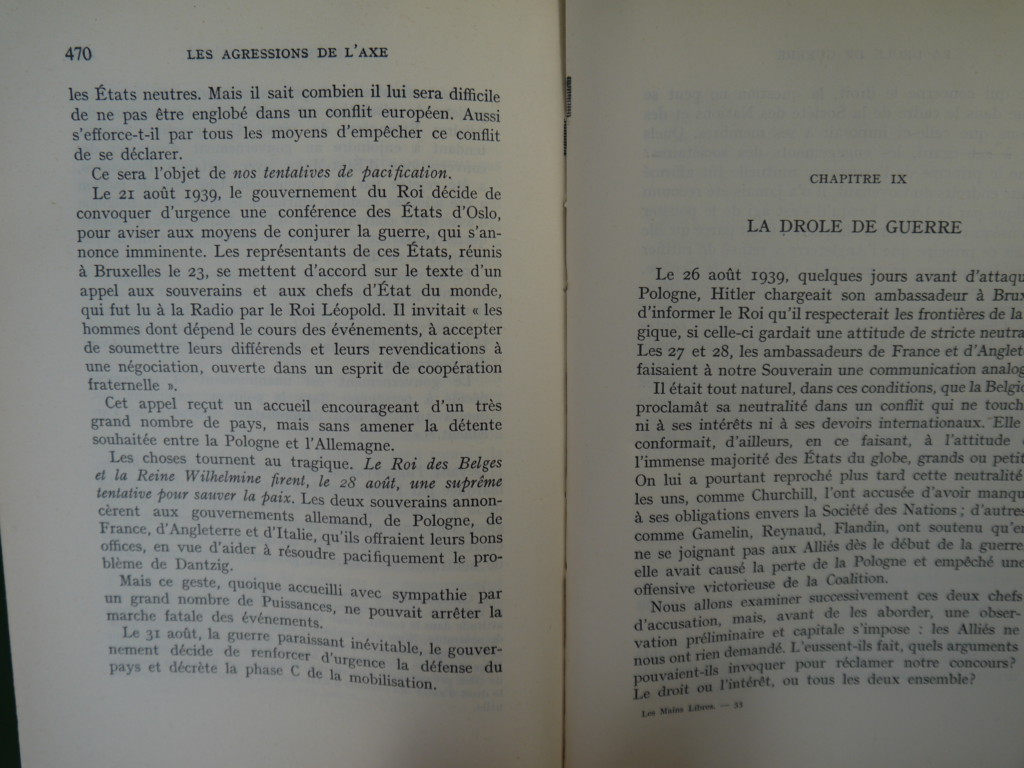 470
LES AGRESSIONS DE L'AXE
les États neutres. Mais il sait combien il lui sera difficile
de ne pas être englobé dans un conflit européen. Aussi
s'efforce-t-il par tous les moyens d'empêcher ce conflit
de se déclarer.
Ce sera l'objet de nos tentatives de pacification.
Le 21 août 1939, le gouvernement du Roi décide de
convoquer d'urgence une conférence des États d'Oslo,
pour aviser aux moyens de conjurer la guerre, qui s'an-
nonce imminente. Les représentants de ces États, réunis
à Bruxelles le 23, se mettent d'accord sur le texte d'un
appel aux souverains et aux chefs d'État du monde,
qui fut lu à la Radio par le Roi Léopold. Il invitait « les
hommes dont dépend le cours des événements, à accepter
de soumettre leurs différends et leurs revendications à
une négociation, ouverte dans un esprit de coopération
fraternelle ».
Cet appel reçut un accueil encourageant d'un très
grand nombre de pays, mais sans amener la détente
souhaitée entre la Pologne et l'Allemagne.
Les choses tournent au tragique. Le Roi des Belges
et la Reine Wilhelmine firent, le 28 août, une suprême
tentative pour sauver la paix. Les deux souverains annon-
cèrent aux gouvernements allemand, de Pologne, de
France, d'Angleterre et d'Italie, qu'ils offraient leurs bons
offices, en vue d'aider à résoudre pacifiquement le pro-
blème de Dantzig.
Mais ce geste, quoique accueilli avec sympathie par
un grand nombre de Puissances, ne pouvait arrêter la
marche fatale des événements.
Le 31 août, la guerre paraissant inévitable, le gouver-
nement décide de renforcer d'urgence la défense du
pays et décrète la phase C de la mobilisation.
CHAPITRE IX
LA DROLE DE GUERRE
Le 26 août 1939, quelques jours avant d'attaqu
Pologne, Hitler chargeait son ambassadeur à Brux
d'informer le Roi qu'il respecterait les frontières de la
gique, si celle-ci gardait une attitude de stricte neutra
Les 27 et 28, les ambassadeurs de France et d'Anglet
faisaient à notre Souverain une communication analog
Il était tout naturel, dans ces conditions, que la Belgi
proclamât sa neutralité dans un conflit qui ne touch
ni à ses intérêts ni à ses devoirs internationaux. Elle
conformait, d'ailleurs, en ce faisant, à l'attitude
l'immense majorité des États du globe, grands ou petit
On lui a pourtant reproché plus tard cette neutralité
les uns, comme Churchill, l'ont accusée d'avoir manqu
à ses obligations envers la Société des Nations ; d'autres
comme Gamelin, Reynaud, Flandin, ont soutenu qu'e
ne se joignant pas aux Alliés dès le début de la guerre
elle avait causé la perte de la Pologne et empêché une
offensive victorieuse de la Coalition.
Nous allons examiner successivement ces deux chefs
d'accusation, mais, avant de les aborder, une obser-
vation préliminaire et capitale s'impose : les Alliés ne
nous ont rien demandé. L'eussent-ils fait, quels arguments
pouvaient-ils invoquer pour réclamer notre concours?
Le droit ou l'intérêt, ou tous les deux ensemble?
Les Mains Libres. — 33